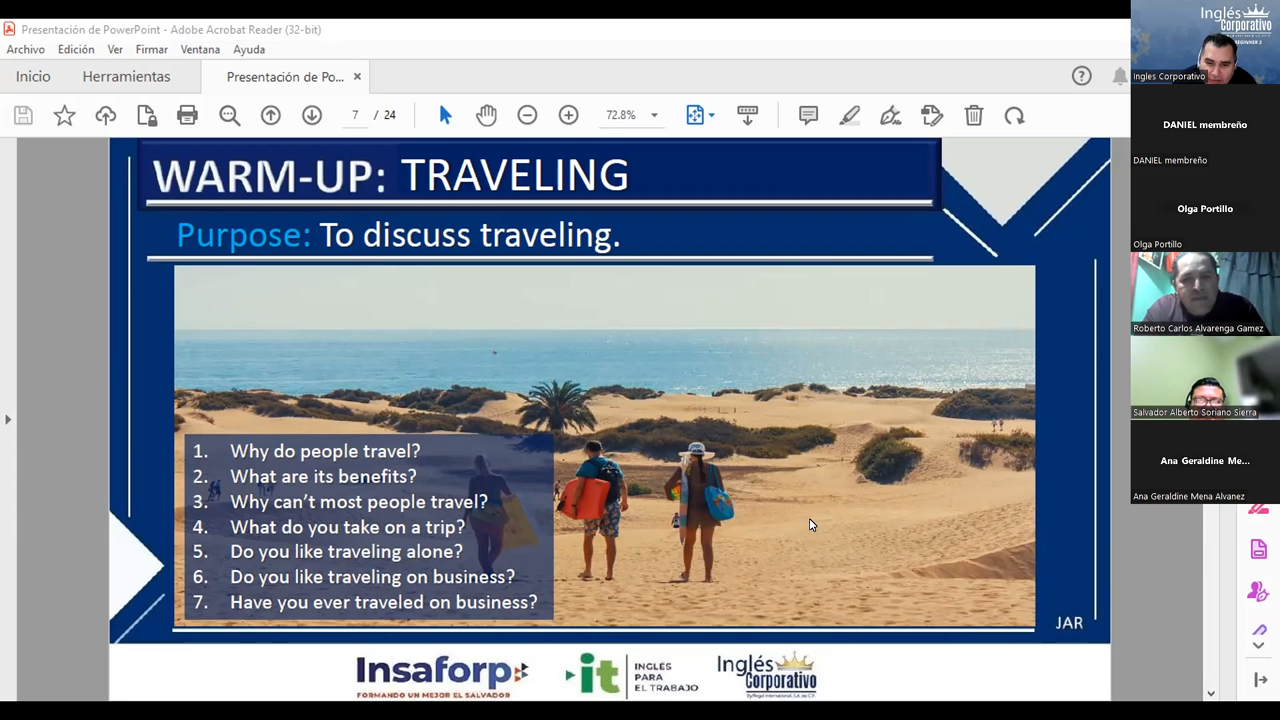 Presentación de PowerPoint - Adobe Acrobat Reader (32-bit)
Archivo Edición Ver Firmar Ventana Ayuda
Inicio Herramientas Presentación de Po... ×
7 / 24 72.8%
WARM-UP: TRAVELING
Purpose: To discuss traveling.
1. Why do people travel?
2. What are its benefits?
3. Why can't most people travel?
4. What do you take on a trip?
5. Do you like traveling alone?
6. Do you like traveling on business?
7. Have you ever traveled on business?
JAR
Insaforp
FORMANDO UN MEJOR EL SALVADOR
it
INGLÉS
PARA
EL TRABAJO
Inglés
Corporativo
Inglés
Corporativo
BEGINNER 2
Ingles Corporativo
DANIEL membreño
DANIEL membreño
Olga Portillo
Olga Portillo
Roberto Carlos Alvarenga Gamez
Salvador Alberto Soriano Sierra
Ana Geraldine Me...
Ana Geraldine Mena Alvanez